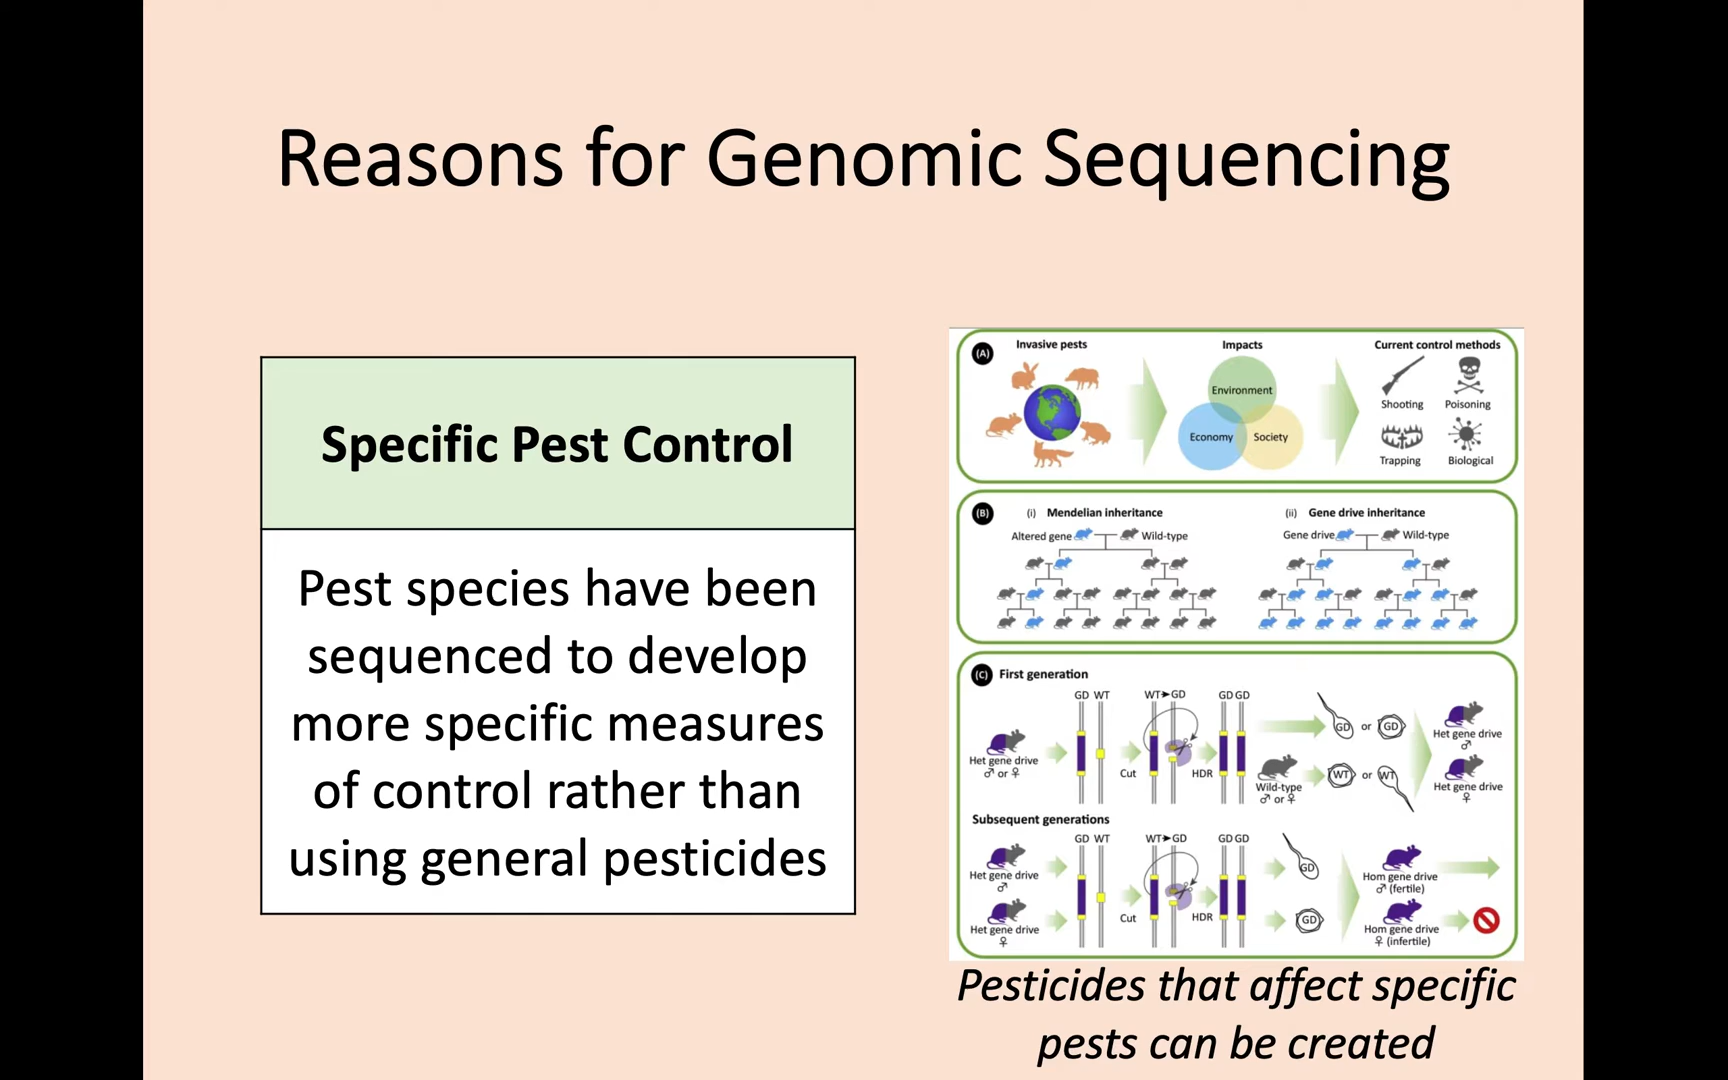 Reasons for Genomic Sequencing
Specific Pest Control
Pest species have been
sequenced to develop
more specific measures
of control rather than
using general pesticides
(A)
Invasive pests
Impacts
Environment
Economy
Society
Current control methods
Shooting
Poisoning
Trapping
Biological
(B)
(i) Mendelian inheritance
Altered gene
Wild-type
(ii) Gene drive inheritance
Gene drive
Wild-type
(C) First generation
GD WT
WT➤GD
GD GD
Het gene drive
♂ or ♀
Cut
HDR
GD or GD
Wild-type
♂ or ♀
WT or WT
Het gene drive
♂
Het gene drive
♀
Subsequent generations
GD WT
WT➤GD
GD GD
Het gene drive
♂
Het gene drive
♀
Cut
HDR
GD
GD
Hom gene drive
♂ (fertile)
Hom gene drive
♀ (infertile)
Pesticides that affect specific
pests can be created